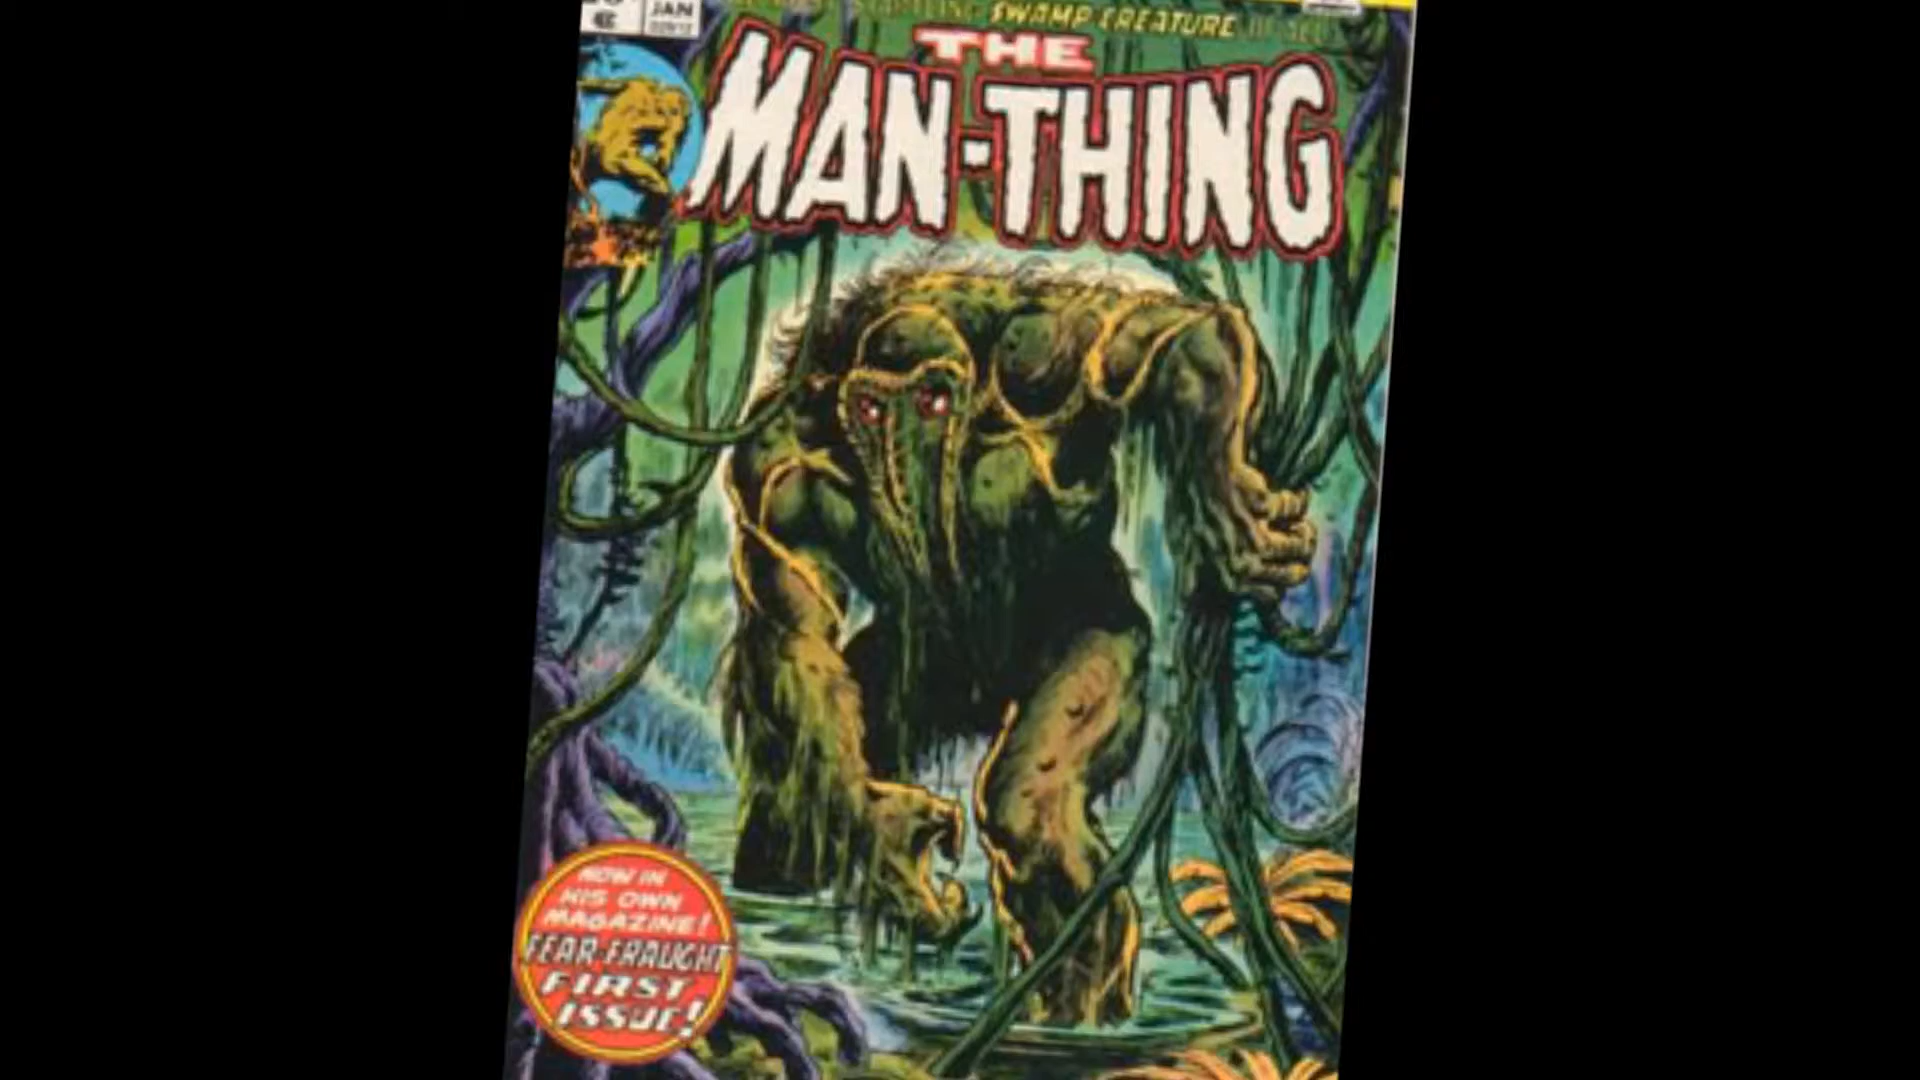 JAN
SWAMP CREATURE
THE
MAN-THING
NOW IN
HIS OWN
MAGAZINE!
FEAR-FRAUGHT
FIRST
ISSUE!